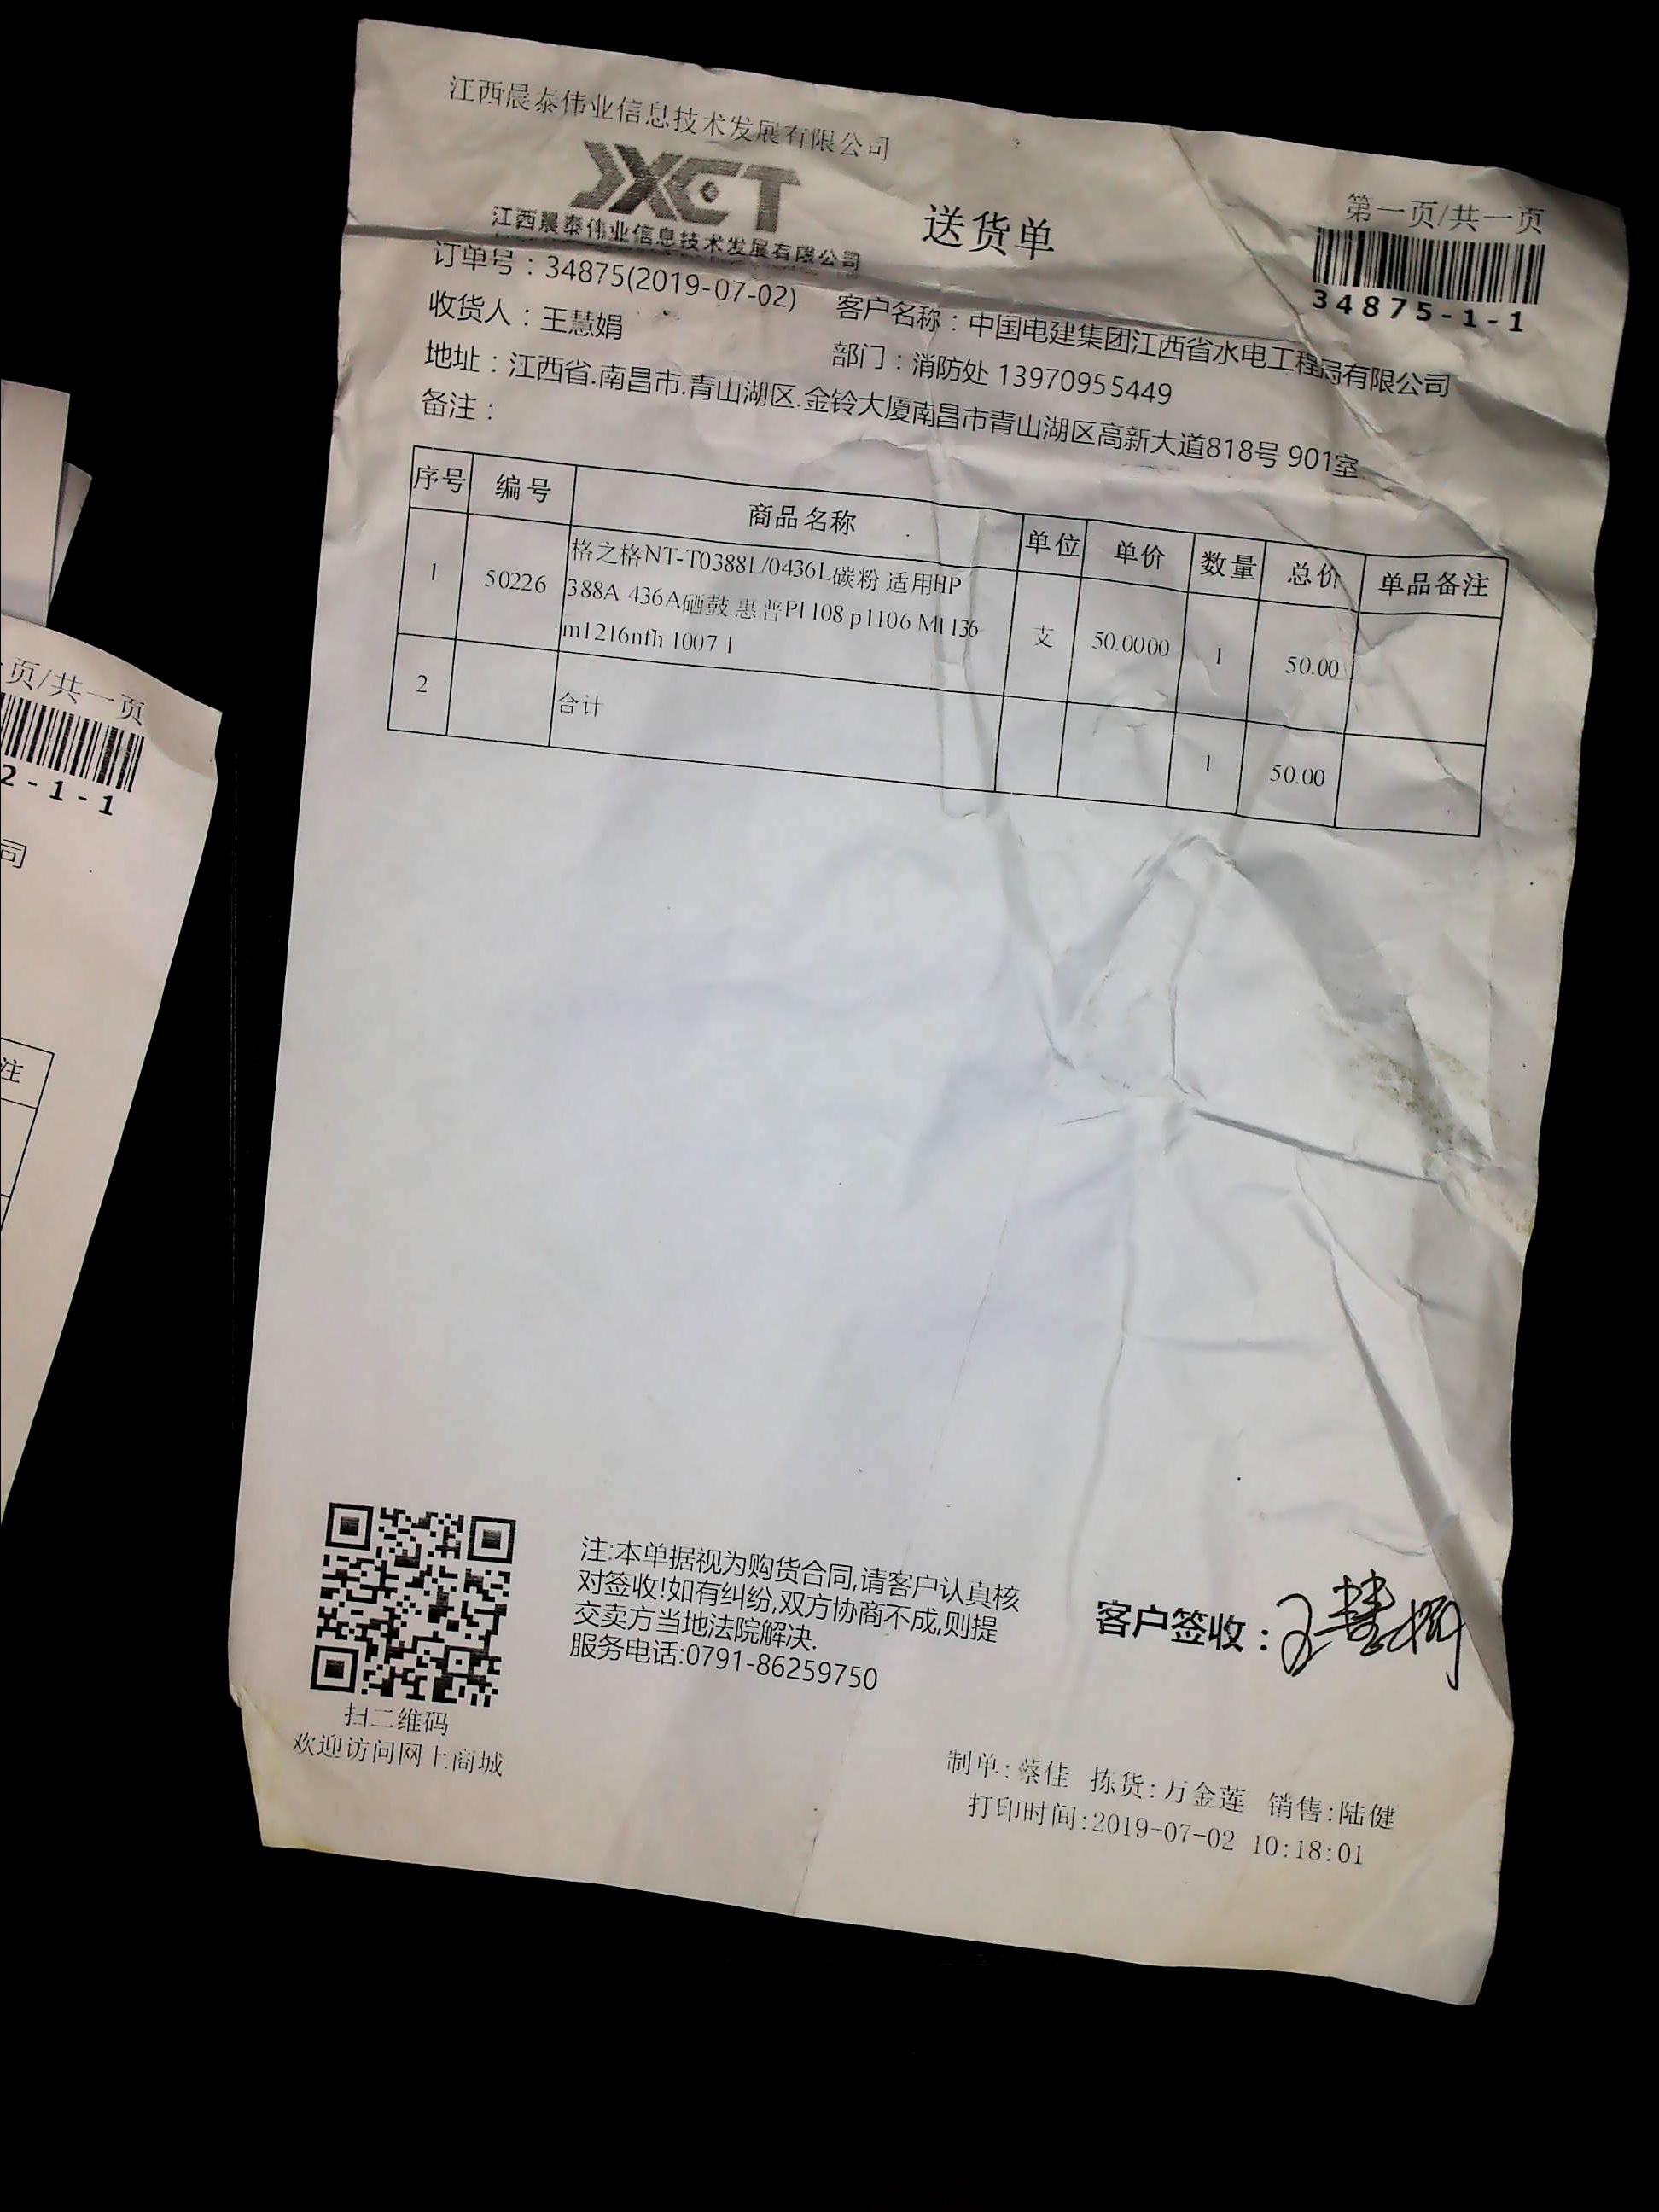 江西晨泰伟业信息技术发展有限公司
JXCT
江西晨泰伟业信息技术发展有限公司
送货单
第一页/共一页
34875-1-1
订单号：34875(2019-07-02)
客户名称：中国电建集团江西省水电工程局有限公司
收货人：王慧娟
部门：消防处 13970955449
地址：江西省.南昌市.青山湖区.金铃大厦南昌市青山湖区高新大道818号 901室
备注：
序号 编号 商品名称 单位 单价 数量 总价 单品备注
1 50226 格之格NT-T0388L/0436L碳粉 适用HP
388A 436A硒鼓 惠普P1108 p1106 M1136
m1216nfh 1007 1
支 50.0000 1 50.00
2 合计 1 50.00
注:本单据视为购货合同,请客户认真核
对签收!如有纠纷,双方协商不成,则提
交卖方当地法院解决.
服务电话:0791-86259750
客户签收：王慧娟
扫二维码
欢迎访问网上商城
制单:蔡佳 拣货:万金莲 销售:陆健
打印时间:2019-07-02 10:18:01
页/共一页
2-1-1
司
注